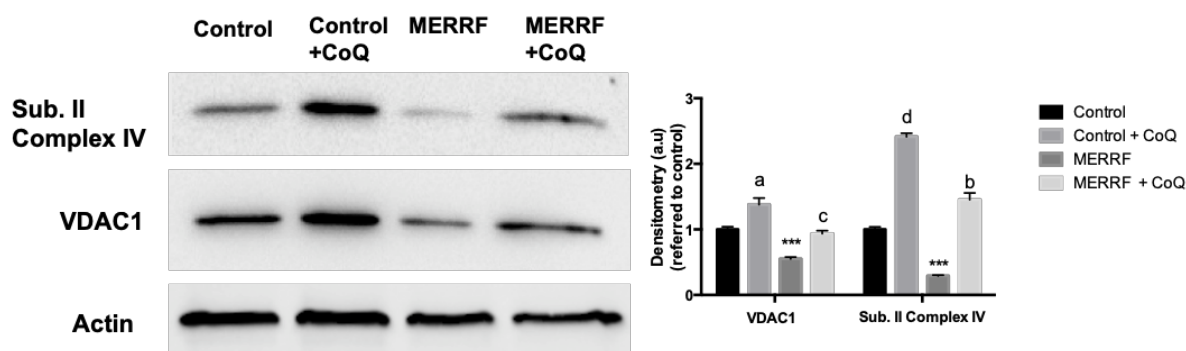 Control
Control
+CoQ
MERRF
MERRF
+CoQ
Sub. II
Complex IV
VDAC1
Actin
Densitometry (a.u)
(referred to control)
3
2
1
0
a
***
c
d
***
b
VDAC1
Sub. II Complex IV
Control
Control + CoQ
MERRF
MERRF + CoQ